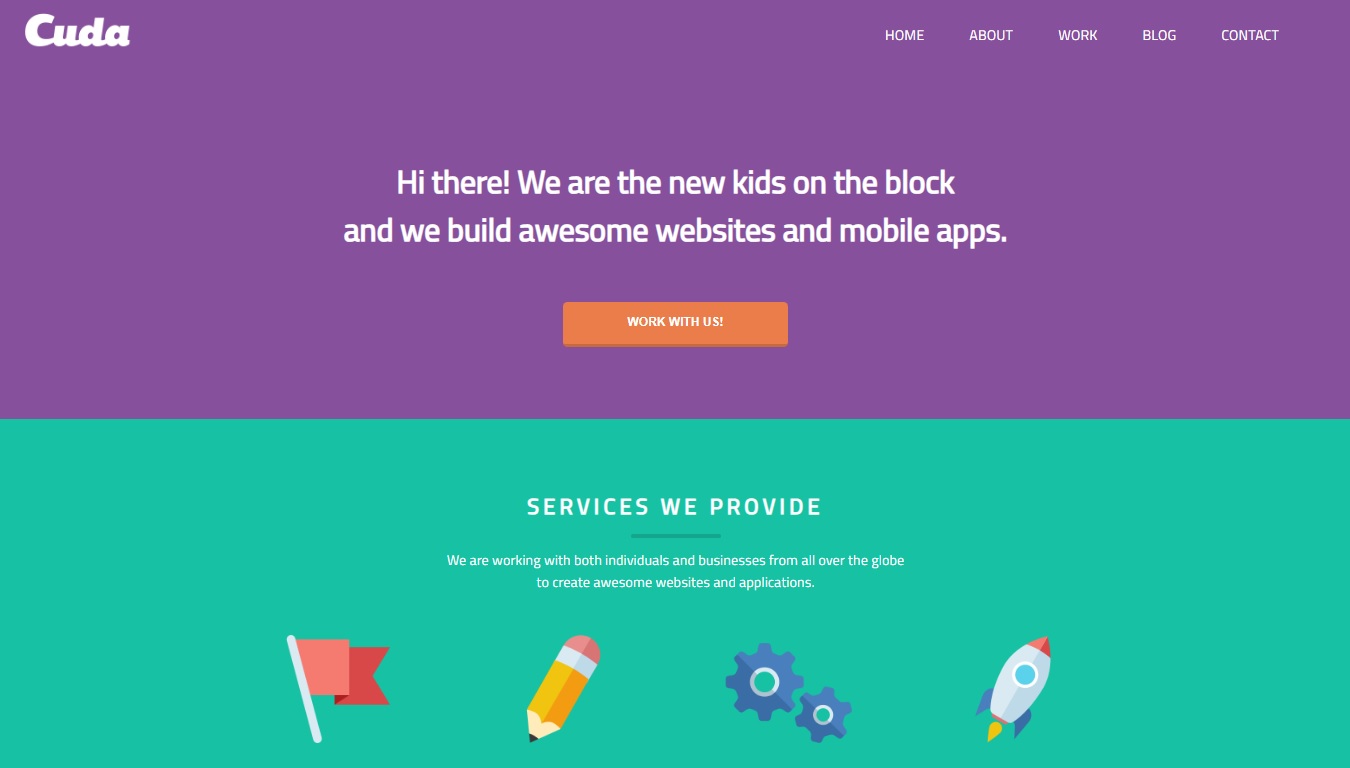 Cuda
HOME ABOUT WORK BLOG CONTACT
Hi there! We are the new kids on the block
and we build awesome websites and mobile apps.
WORK WITH US!
SERVICES WE PROVIDE
We are working with both individuals and businesses from all over the globe
to create awesome websites and applications.